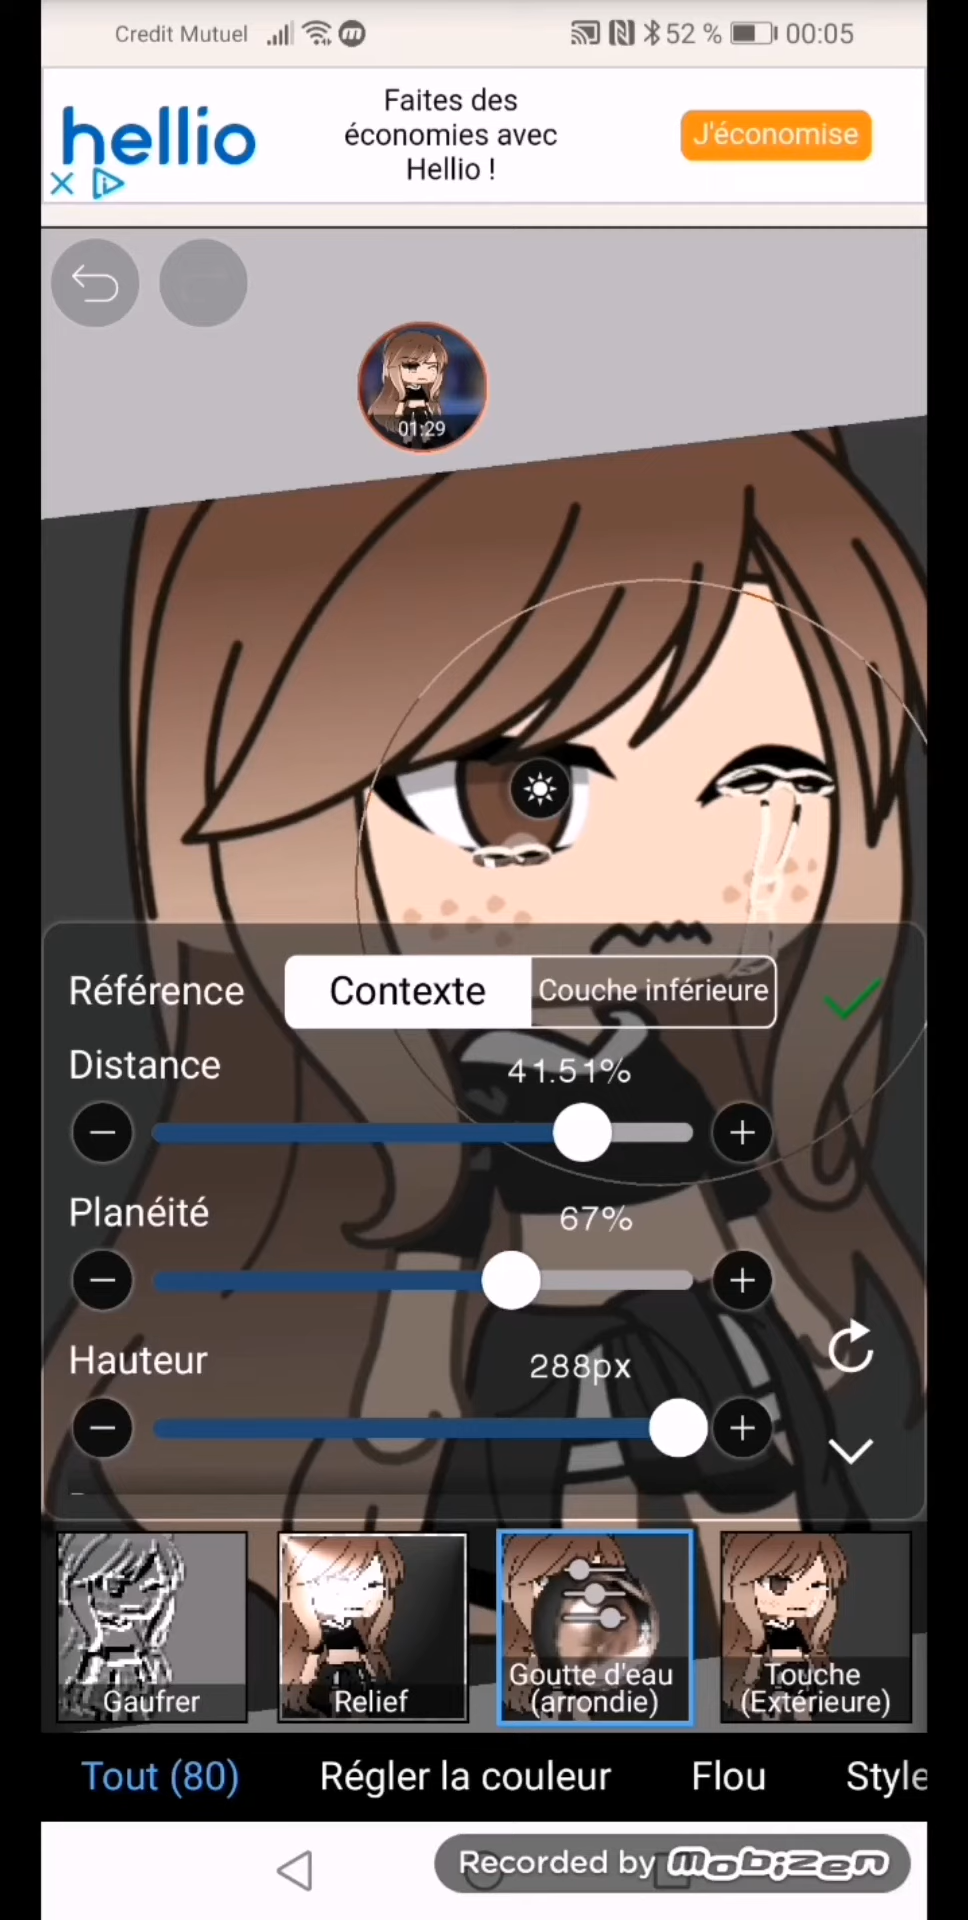 Credit Mutuel
52 %
00:05
hellio
Faites des
économies avec
Hellio !
J'économise
01:29
Référence
Contexte
Couche inférieure
Distance
41.51%
Planéité
67%
Hauteur
288px
Gaufrer
Relief
Goutte d'eau
(arrondie)
Touche
(Extérieure)
Tout (80)
Régler la couleur
Flou
Style
Recorded by Mobizen